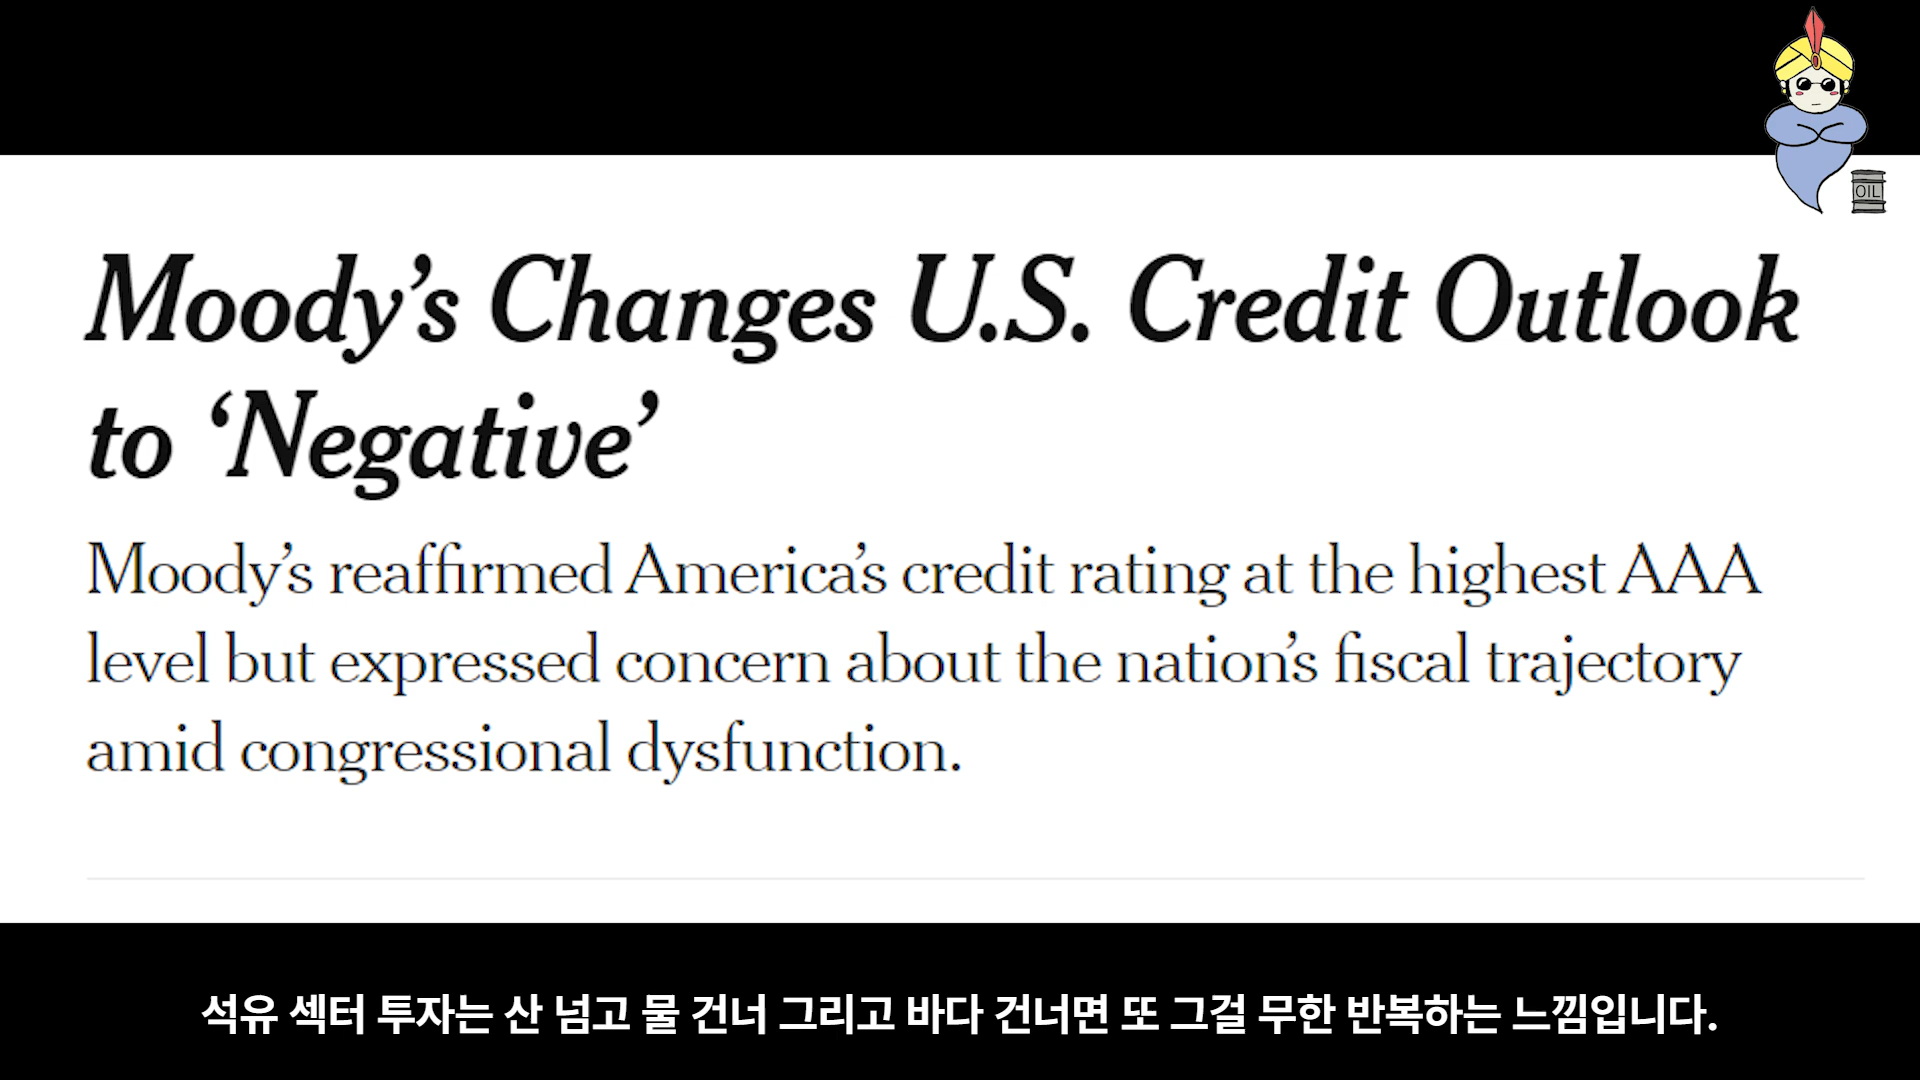 OIL
Moody’s Changes U.S. Credit Outlook
to ‘Negative’
Moody’s reaffirmed America’s credit rating at the highest AAA
level but expressed concern about the nation’s fiscal trajectory
amid congressional dysfunction.
석유 섹터 투자는 산 넘고 물 건너 그리고 바다 건너면 또 그걸 무한 반복하는 느낌입니다.